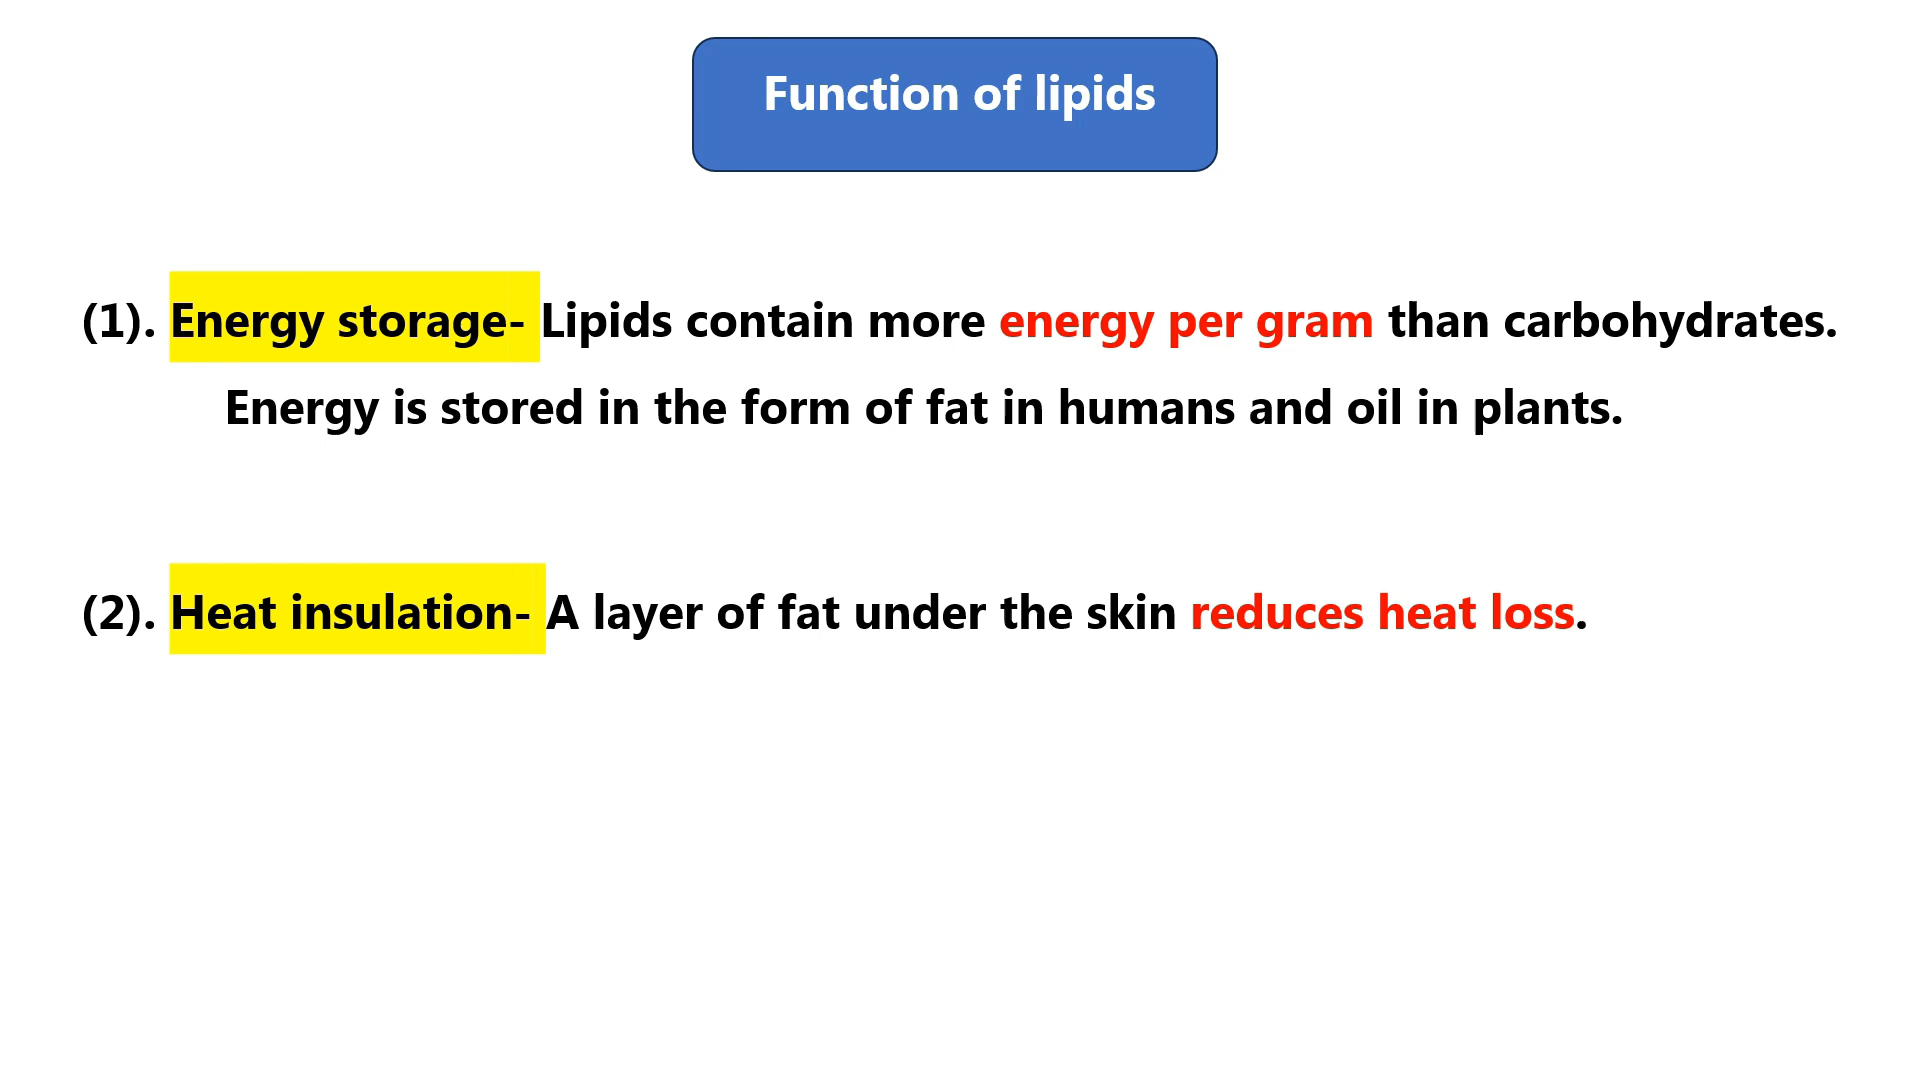 Function of lipids
(1). Energy storage- Lipids contain more energy per gram than carbohydrates.
Energy is stored in the form of fat in humans and oil in plants.
(2). Heat insulation- A layer of fat under the skin reduces heat loss.